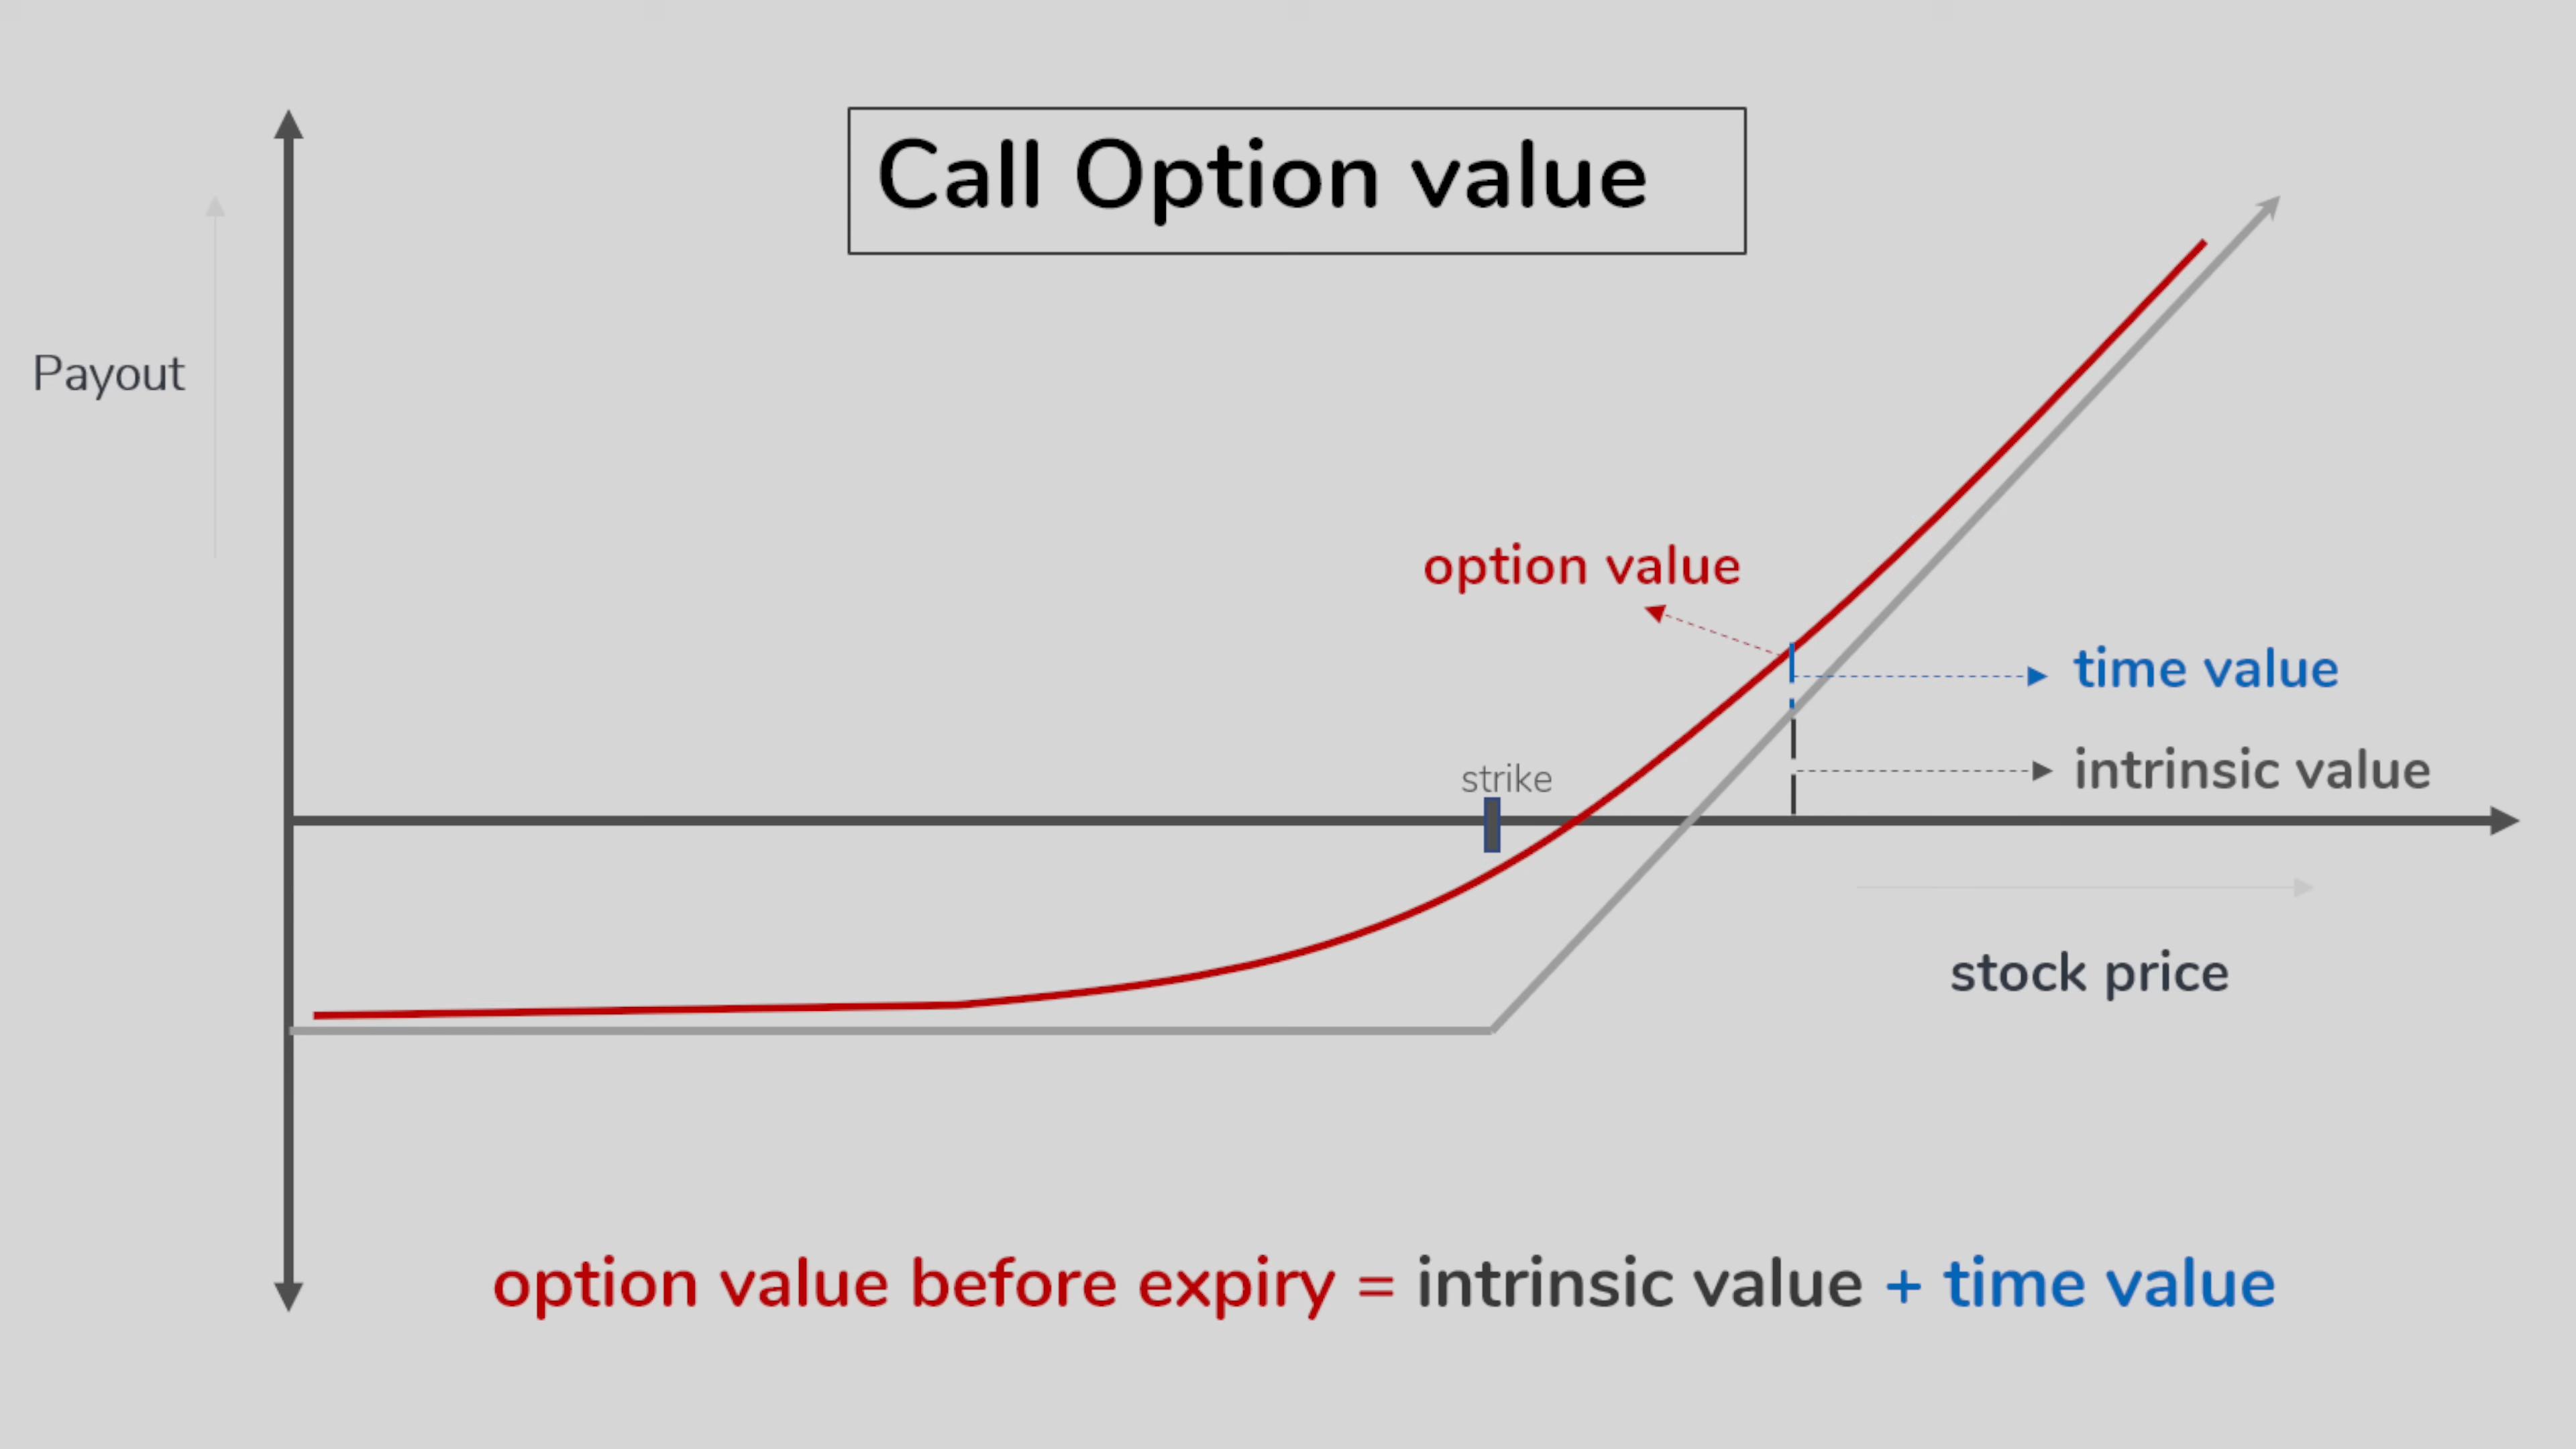 Call Option value
Payout
option value
time value
strike
intrinsic value
stock price
option value before expiry = intrinsic value + time value